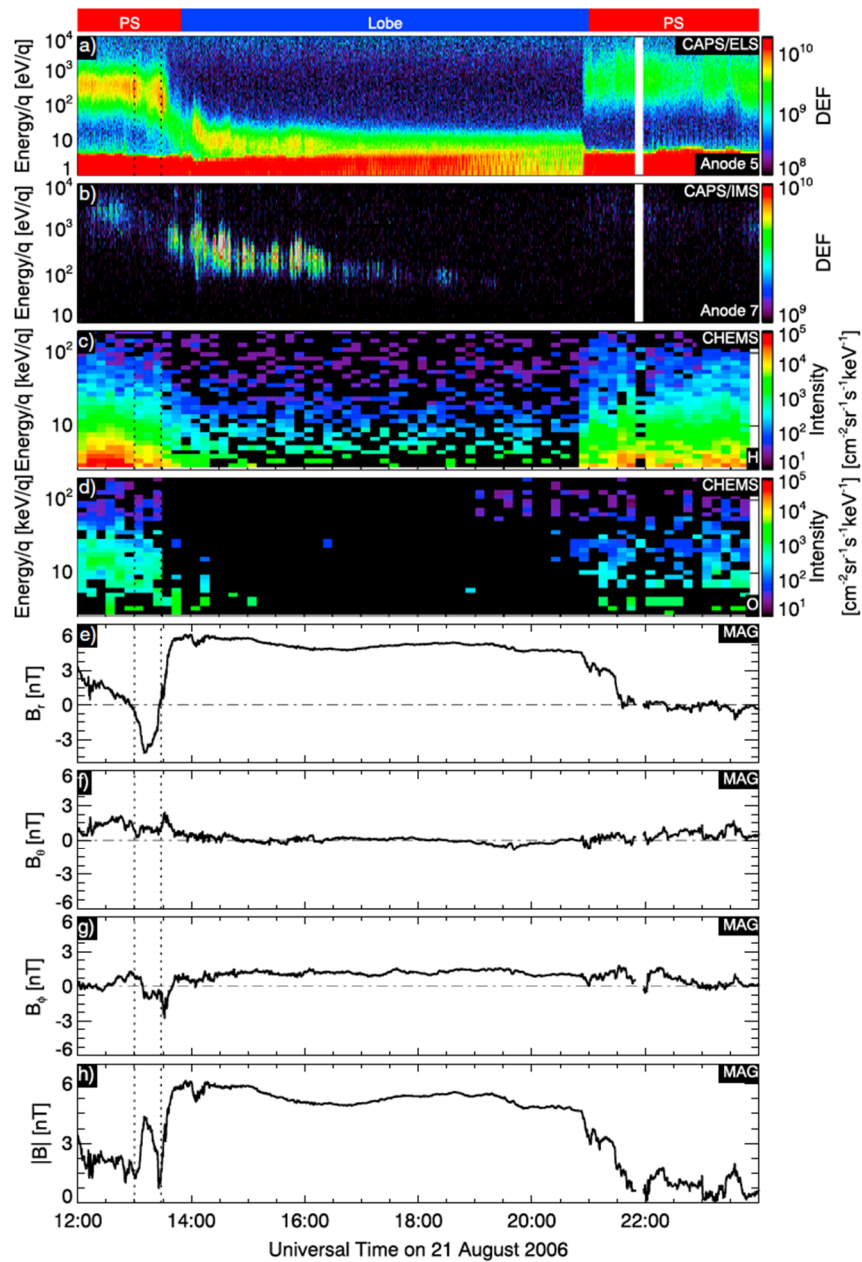 PS Lobe PS
a) CAPS/ELS
Energy/q [eV/q]
10^4
10^3
10^2
10
1
Anode 5
10^10
10^9
10^8
DEF
b) CAPS/IMS
Energy/q [eV/q]
10^4
10^3
10^2
10
Anode 7
10^10
10^9
DEF
c) CHEMS
Energy/q [keV/q]
10^2
10
H
10^5
10^4
10^3
10^2
10^1
Intensity
[cm^-2sr^-1s^-1keV^-1]
d) CHEMS
Energy/q [keV/q]
10^2
10
O
10^5
10^4
10^3
10^2
10^1
Intensity
[cm^-2sr^-1s^-1keV^-1]
e) MAG
B_r [nT]
6
3
0
-3
f) MAG
B_θ [nT]
6
3
0
-3
-6
g) MAG
B_ϕ [nT]
6
3
0
-3
-6
h) MAG
|B| [nT]
6
3
0
12:00 14:00 16:00 18:00 20:00 22:00
Universal Time on 21 August 2006